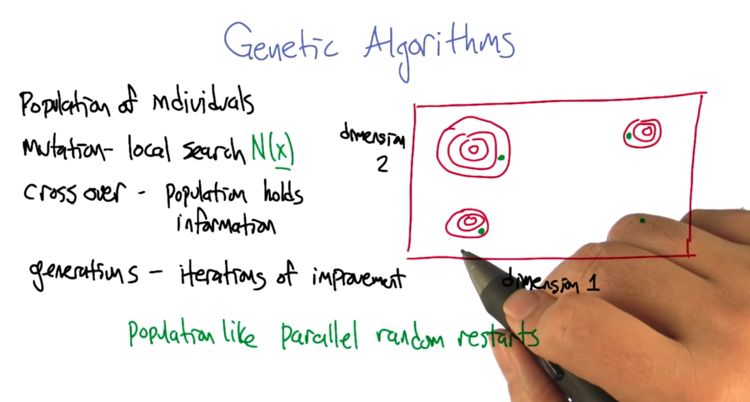 Genetic Algorithms
Population of individuals
mutation- local search N(x)
cross over - population holds
information
generations - iterations of improvement
population like parallel random restarts
dimension
2
dimension 1